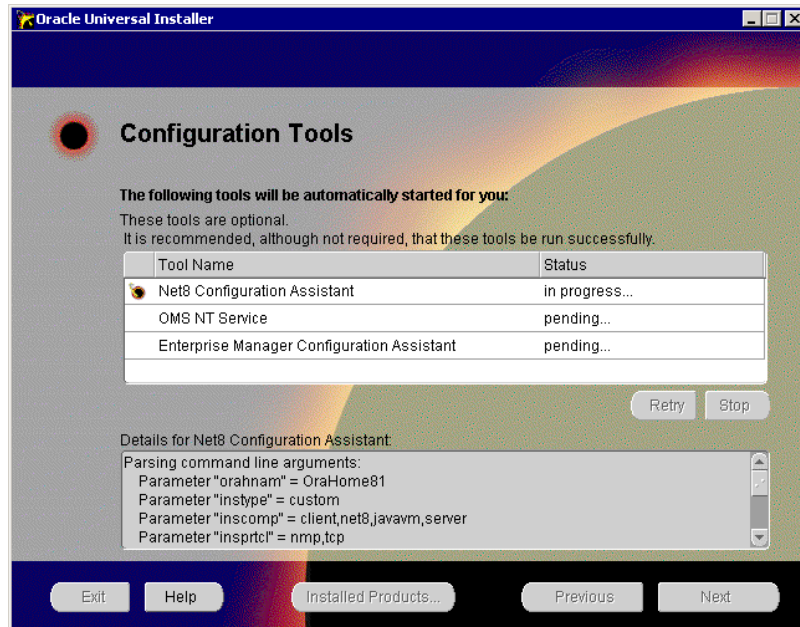 Oracle Universal Installer
Configuration Tools
The following tools will be automatically started for you:
These tools are optional.
It is recommended, although not required, that these tools be run successfully.
Tool Name Status
Net8 Configuration Assistant in progress...
OMS NT Service pending...
Enterprise Manager Configuration Assistant pending...
Retry Stop
Details for Net8 Configuration Assistant:
Parsing command line arguments:
Parameter "orahnam" = OraHome81
Parameter "instype" = custom
Parameter "inscomp" = client,net8,javavm,server
Parameter "insprtcl" = nmp,tcp
Exit Help Installed Products... Previous Next